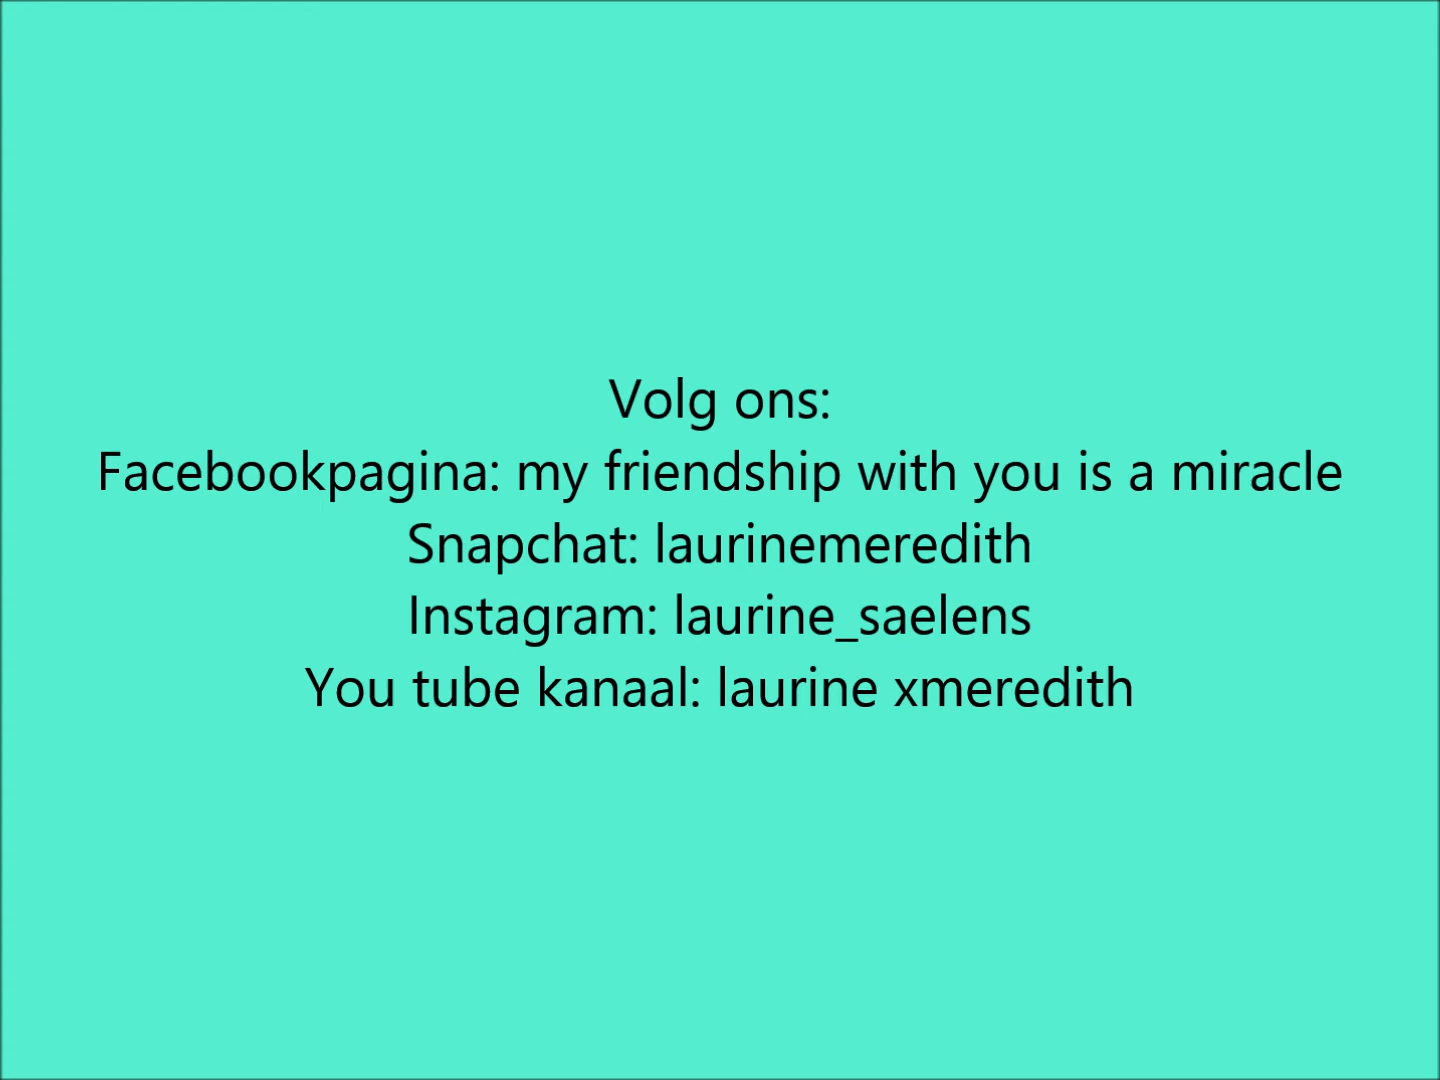 Volg ons:
Facebookpagina: my friendship with you is a miracle
Snapchat: laurinemeredith
Instagram: laurine_saelens
You tube kanaal: laurine xmeredith